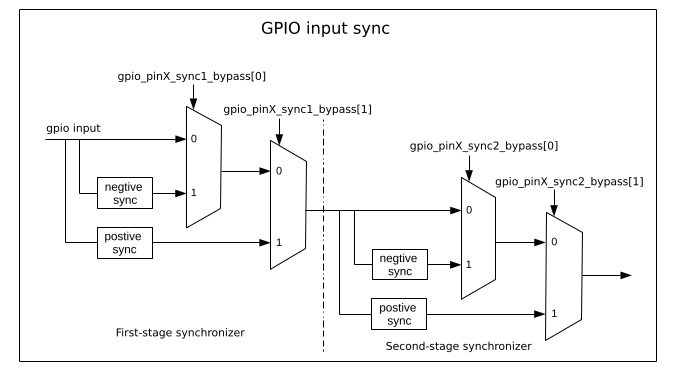 GPIO input sync
gpio_pinX_sync1_bypass[0]
gpio_pinX_sync1_bypass[1]
gpio input
0
negtive
sync
1
0
postive
sync
1
First-stage synchronizer
gpio_pinX_sync2_bypass[0]
gpio_pinX_sync2_bypass[1]
0
negtive
sync
1
0
postive
sync
1
Second-stage synchronizer